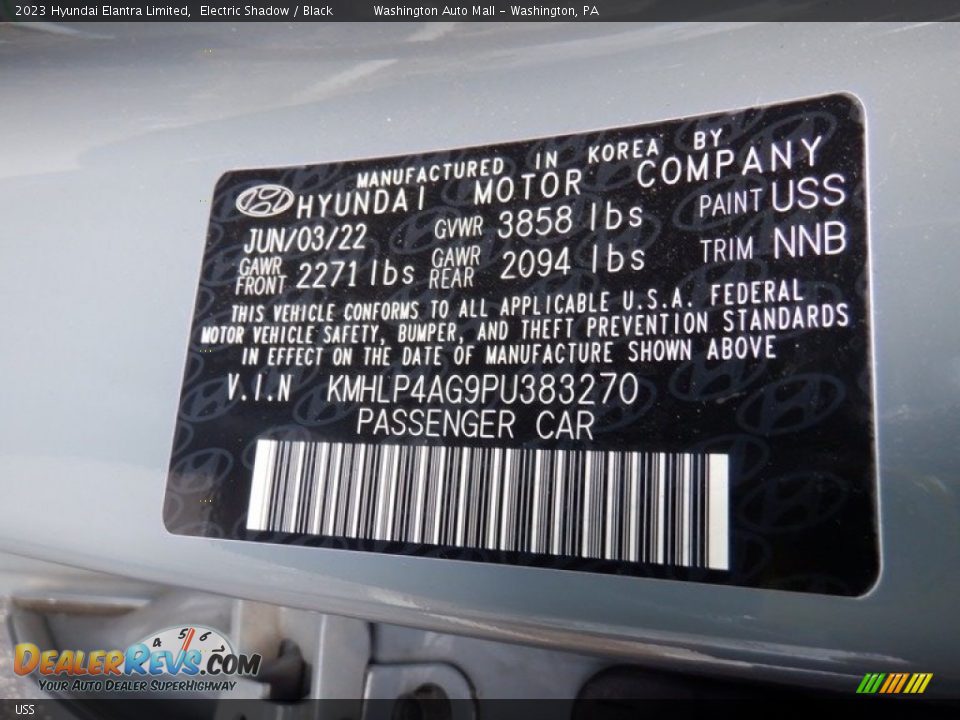 2023 Hyundai Elantra Limited, Electric Shadow / Black Washington Auto Mall - Washington, PA
MANUFACTURED IN KOREA BY
HYUNDAI MOTOR COMPANY
JUN/03/22 GVWR 3858 lbs PAINT USS
GAWR FRONT 2271 lbs GAWR REAR 2094 lbs TRIM NNB
THIS VEHICLE CONFORMS TO ALL APPLICABLE U.S.A. FEDERAL
MOTOR VEHICLE SAFETY, BUMPER, AND THEFT PREVENTION STANDARDS
IN EFFECT ON THE DATE OF MANUFACTURE SHOWN ABOVE
V.I.N KMHLP4AG9PU383270
PASSENGER CAR
4 5 6
DEALERREVS.COM
YOUR AUTO DEALER SUPERHIGHWAY
USS